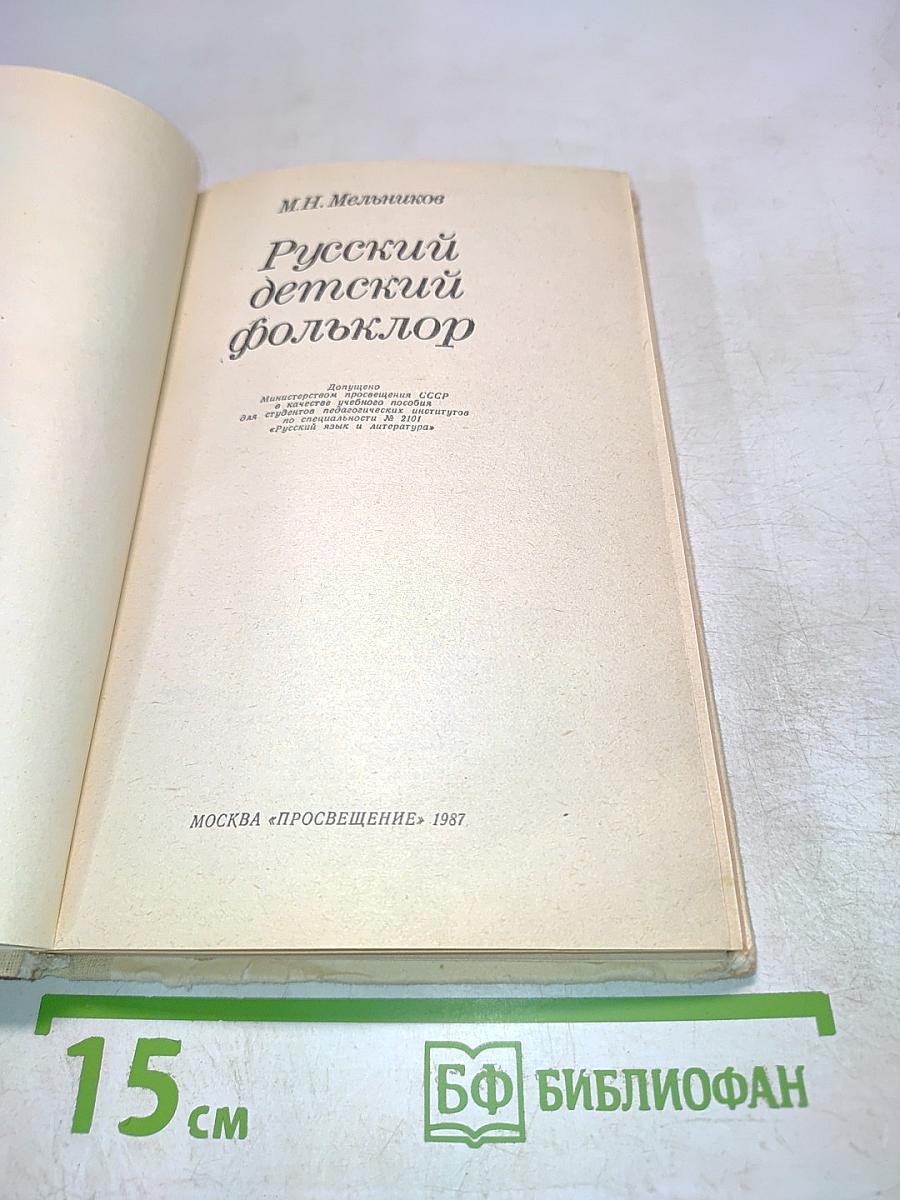 М.Н. Мельников
Русский
детский
фольклор
Допущено
Министерством просвещения СССР
в качестве учебного пособия
для студентов педагогических институтов
по специальности № 2101
«Русский язык и литература»
МОСКВА «ПРОСВЕЩЕНИЕ» 1987
15 см
БФ БИБЛИОФАН